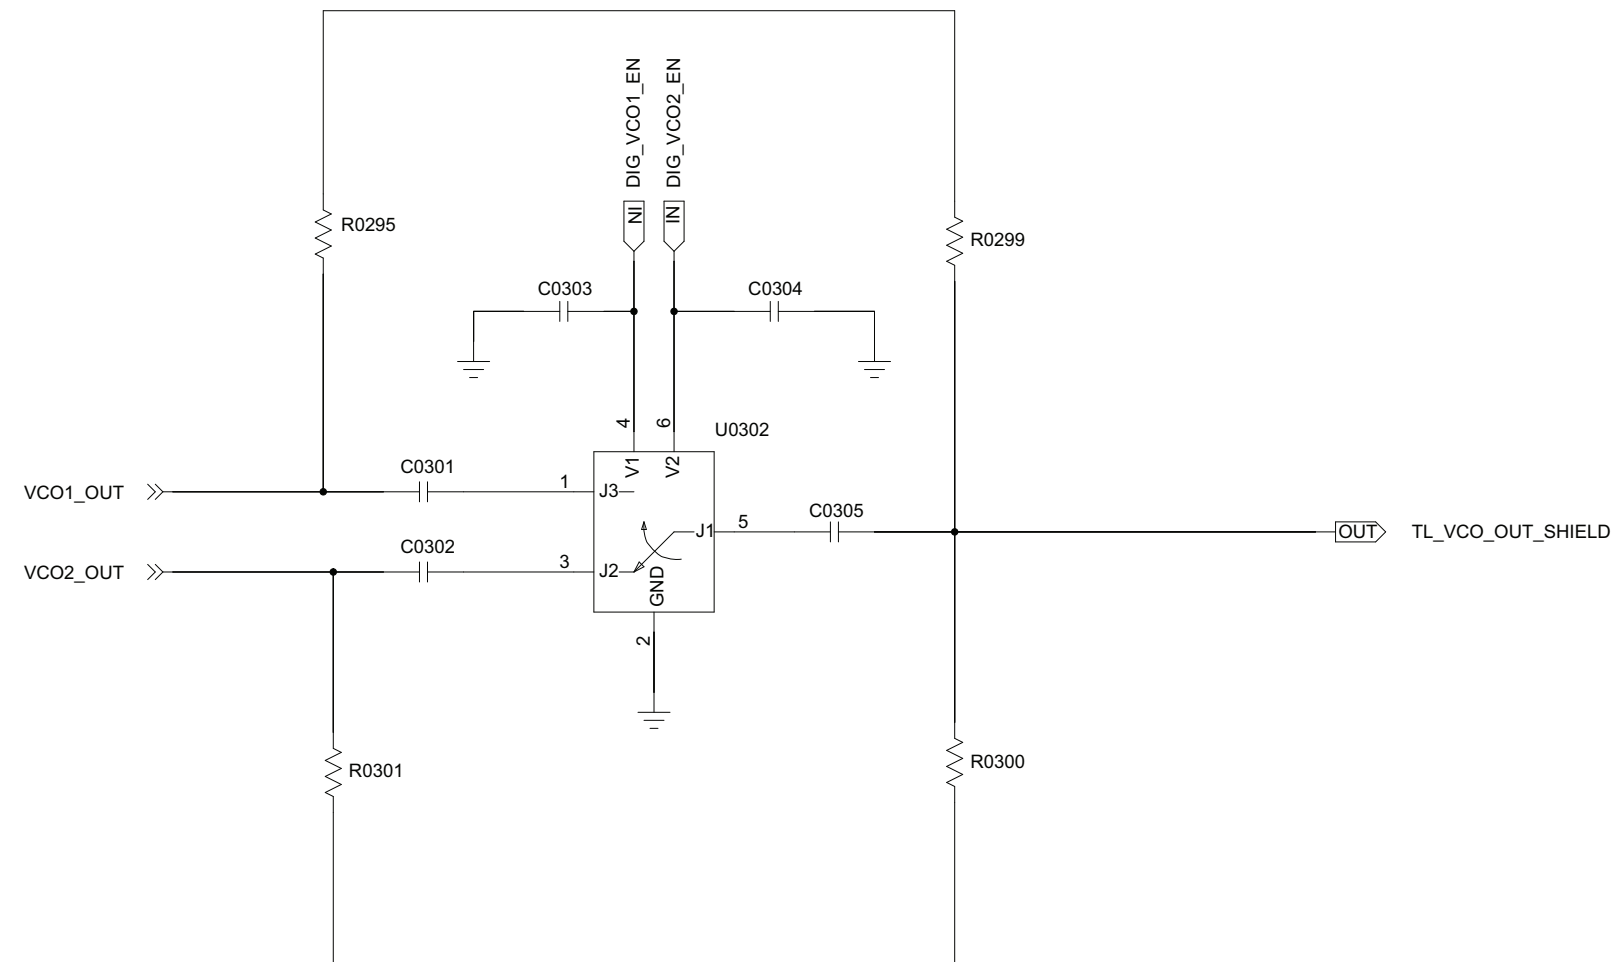 DIG_VCO1_EN
DIG_VCO2_EN
IN
IN
R0295
R0299
C0303
C0304
4
6
U0302
V1
V2
C0301
VCO1_OUT
1
J3
C0305
J1
5
OUT
TL_VCO_OUT_SHIELD
C0302
VCO2_OUT
3
J2
GND
2
R0301
R0300